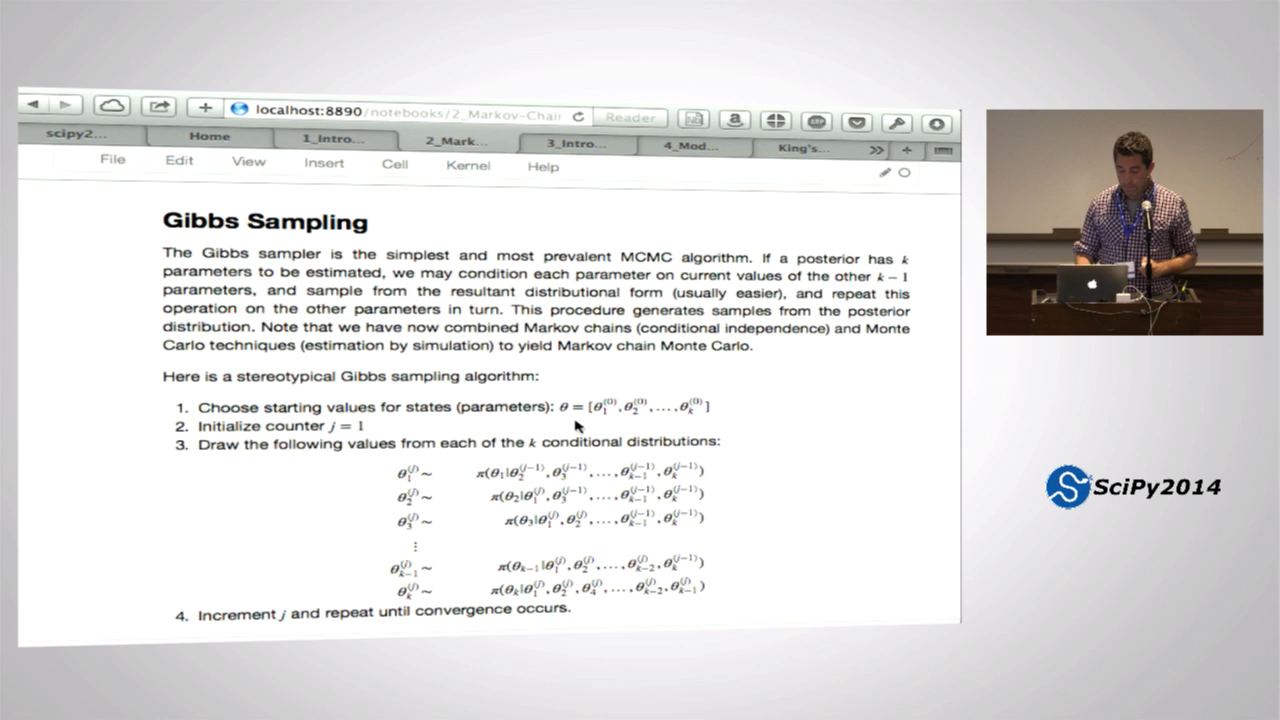 localhost:8890/notebooks/2_Markov-Chai
Reader
scipy2...
Home
1_Intro...
2_Mark...
3_Intro...
4_Mod...
King's...
File Edit View Insert Cell Kernel Help
Gibbs Sampling
The Gibbs sampler is the simplest and most prevalent MCMC algorithm. If a posterior has k
parameters to be estimated, we may condition each parameter on current values of the other k − 1
parameters, and sample from the resultant distributional form (usually easier), and repeat this
operation on the other parameters in turn. This procedure generates samples from the posterior
distribution. Note that we have now combined Markov chains (conditional independence) and Monte
Carlo techniques (estimation by simulation) to yield Markov chain Monte Carlo.
Here is a stereotypical Gibbs sampling algorithm:
1. Choose starting values for states (parameters): θ = [θ₁⁽⁰⁾, θ₂⁽⁰⁾, …, θₖ⁽⁰⁾]
2. Initialize counter j = 1
3. Draw the following values from each of the k conditional distributions:
θ₁⁽ʲ⁾ ~ π(θ₁|θ₂⁽ʲ⁻¹⁾, θ₃⁽ʲ⁻¹⁾, …, θₖ₋₁⁽ʲ⁻¹⁾, θₖ⁽ʲ⁻¹⁾)
θ₂⁽ʲ⁾ ~ π(θ₂|θ₁⁽ʲ⁾, θ₃⁽ʲ⁻¹⁾, …, θₖ₋₁⁽ʲ⁻¹⁾, θₖ⁽ʲ⁻¹⁾)
θ₃⁽ʲ⁾ ~ π(θ₃|θ₁⁽ʲ⁾, θ₂⁽ʲ⁾, …, θₖ₋₁⁽ʲ⁻¹⁾, θₖ⁽ʲ⁻¹⁾)
⋮
θₖ₋₁⁽ʲ⁾ ~ π(θₖ₋₁|θ₁⁽ʲ⁾, θ₂⁽ʲ⁾, …, θₖ₋₂⁽ʲ⁾, θₖ⁽ʲ⁻¹⁾)
θₖ⁽ʲ⁾ ~ π(θₖ|θ₁⁽ʲ⁾, θ₂⁽ʲ⁾, θ₄⁽ʲ⁾, …, θₖ₋₂⁽ʲ⁾, θₖ₋₁⁽ʲ⁾)
4. Increment j and repeat until convergence occurs.
SciPy2014